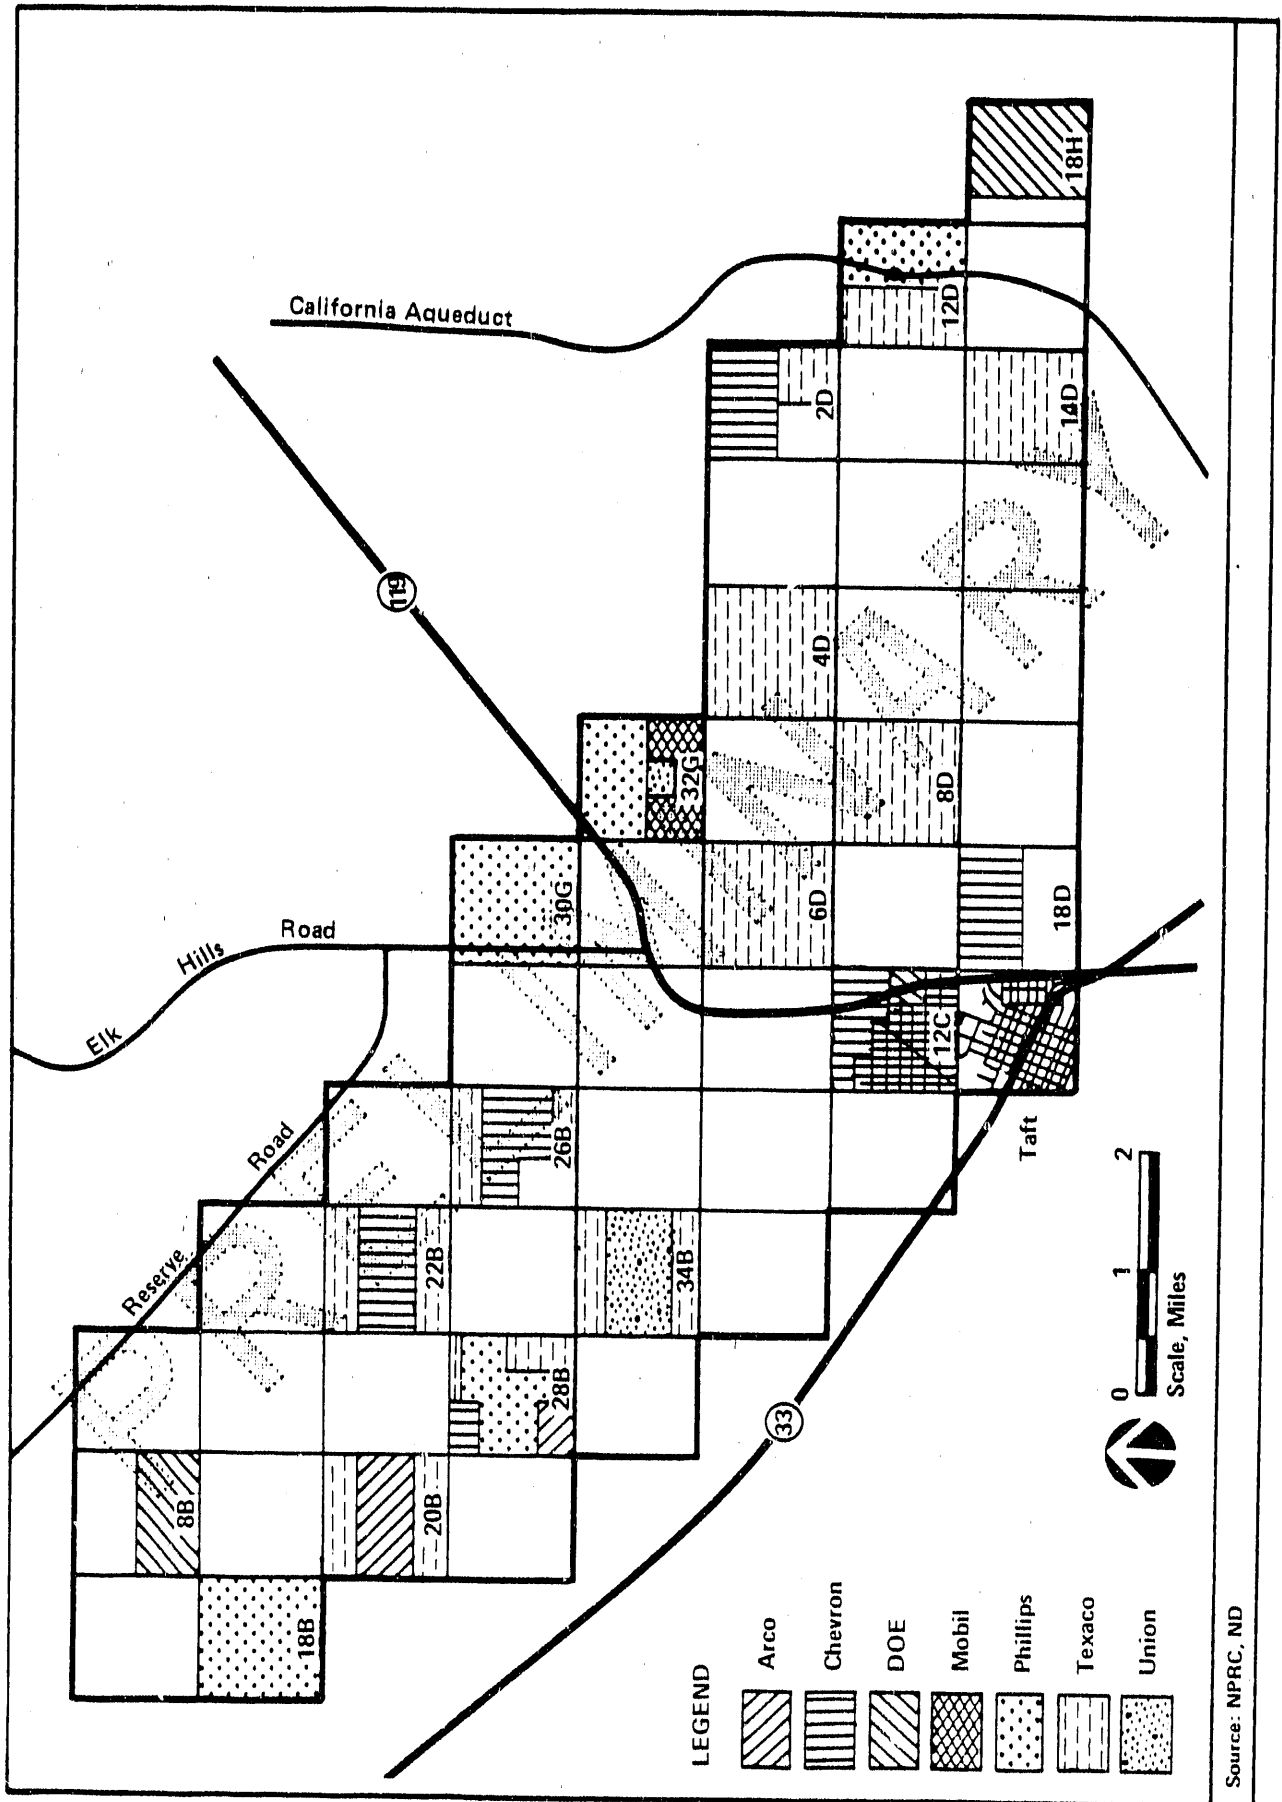 California Aqueduct
119
Elk Hills Road
Reserve Road
18H
12D
2D
14D
4D
32G
8D
30G
6D
18D
12C
26B
22B
34B
28B
8B
20B
18B
Taft
33
PRELIMINARY
0 1 2
Scale, Miles
LEGEND
Arco
Chevron
DOE
Mobil
Phillips
Texaco
Union
Source: NPRC, ND